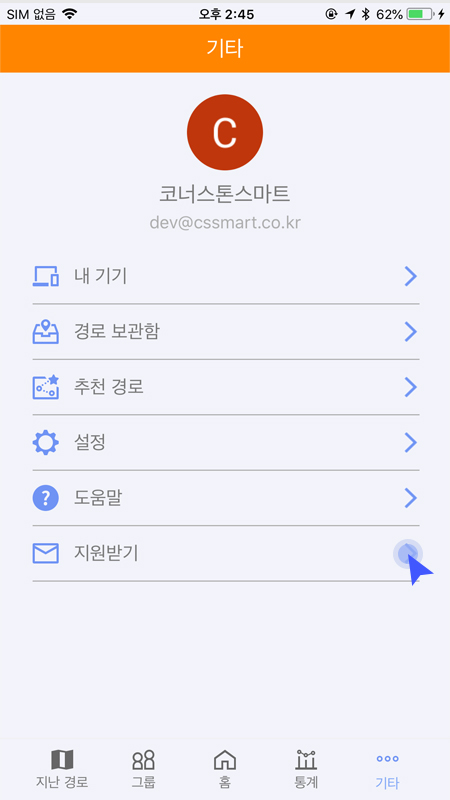 SIM 없음 오후 2:45 62%
기타
C
코너스톤스마트
dev@cssmart.co.kr
내 기기
경로 보관함
추천 경로
설정
?
도움말
지원받기
지난 경로 그룹 홈 통계 기타